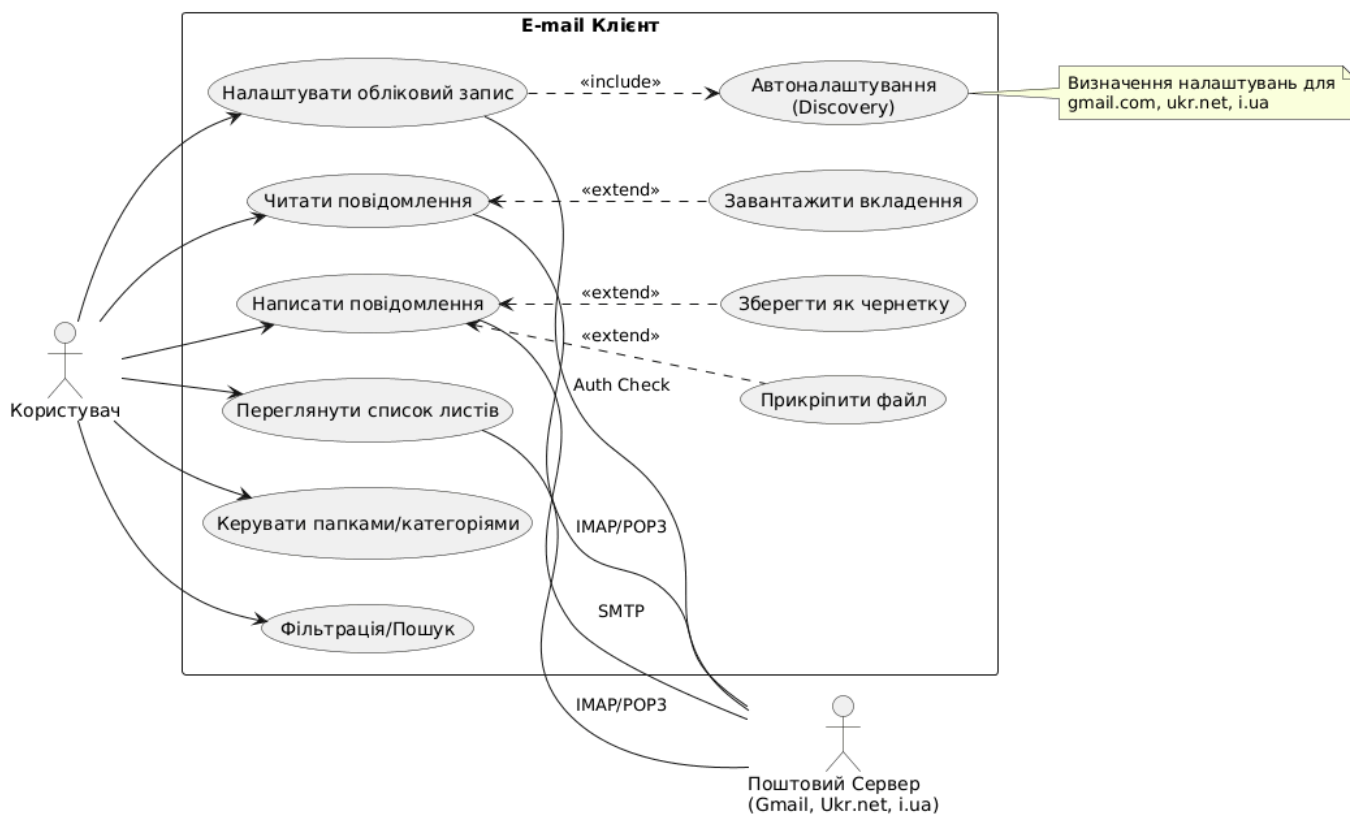 E-mail Клієнт
Налаштувати обліковий запис
«include»
Автоналаштування
(Discovery)
Визначення налаштувань для
gmail.com, ukr.net, i.ua
Читати повідомлення
«extend»
Завантажити вкладення
Написати повідомлення
«extend»
Зберегти як чернетку
«extend»
Прикріпити файл
Auth Check
Користувач
Переглянути список листів
Керувати папками/категоріями
IMAP/POP3
SMTP
Фільтрація/Пошук
IMAP/POP3
Поштовий Сервер
(Gmail, Ukr.net, i.ua)